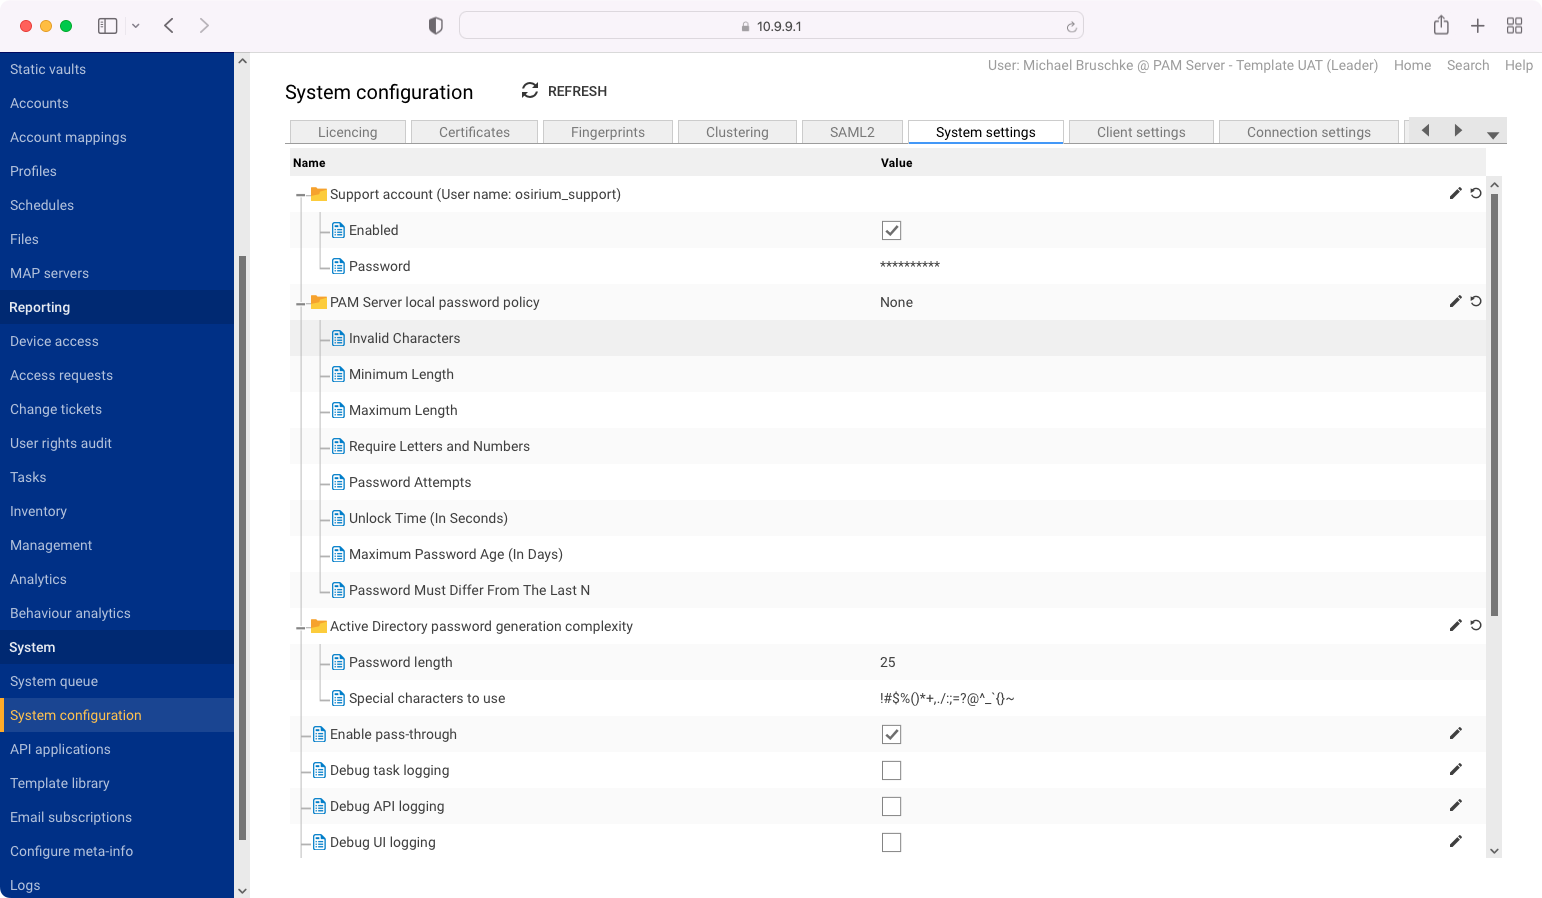 10.9.9.1
User: Michael Bruschke @ PAM Server - Template UAT (Leader) Home Search Help
System configuration REFRESH
Licencing Certificates Fingerprints Clustering SAML2 System settings Client settings Connection settings
Name Value
Support account (User name: osirium_support)
Enabled
Password **********
PAM Server local password policy None
Invalid Characters
Minimum Length
Maximum Length
Require Letters and Numbers
Password Attempts
Unlock Time (In Seconds)
Maximum Password Age (In Days)
Password Must Differ From The Last N
Active Directory password generation complexity
Password length 25
Special characters to use !#$%()*+,./:;=?@^_`{}~
Enable pass-through
Debug task logging
Debug API logging
Debug UI logging
Static vaults
Accounts
Account mappings
Profiles
Schedules
Files
MAP servers
Reporting
Device access
Access requests
Change tickets
User rights audit
Tasks
Inventory
Management
Analytics
Behaviour analytics
System
System queue
System configuration
API applications
Template library
Email subscriptions
Configure meta-info
Logs